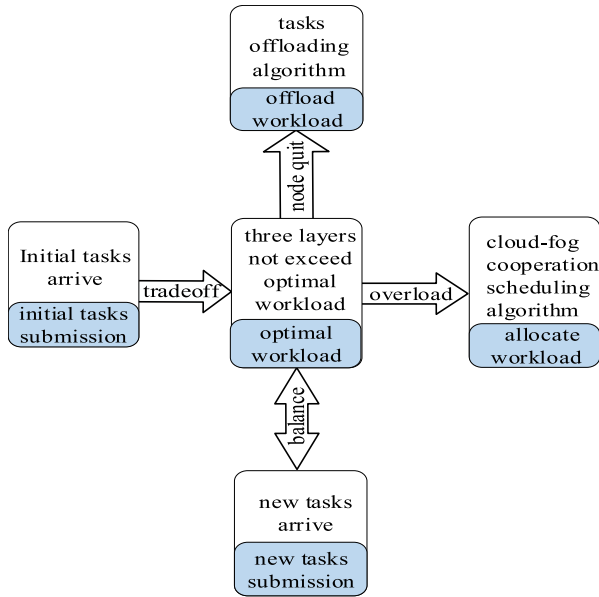 tasks
offloading
algorithm
offload
workload
node quit
Initial tasks
arrive
initial tasks
submission
tradeoff
three layers
not exceed
optimal
workload
optimal
workload
overload
cloud-fog
cooperation
scheduling
algorithm
allocate
workload
balance
new tasks
arrive
new tasks
submission